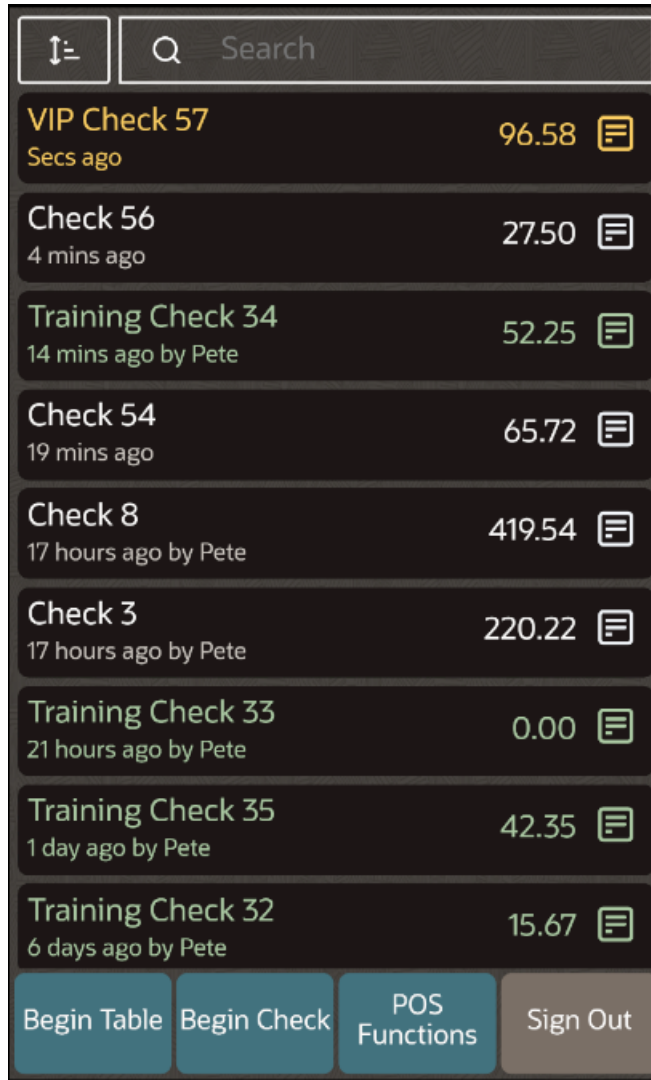 Search
VIP Check 57
96.58
Secs ago
Check 56
27.50
4 mins ago
Training Check 34
52.25
14 mins ago by Pete
Check 54
65.72
19 mins ago
Check 8
419.54
17 hours ago by Pete
Check 3
220.22
17 hours ago by Pete
Training Check 33
0.00
21 hours ago by Pete
Training Check 35
42.35
1 day ago by Pete
Training Check 32
15.67
6 days ago by Pete
Begin Table
Begin Check
POS
Functions
Sign Out